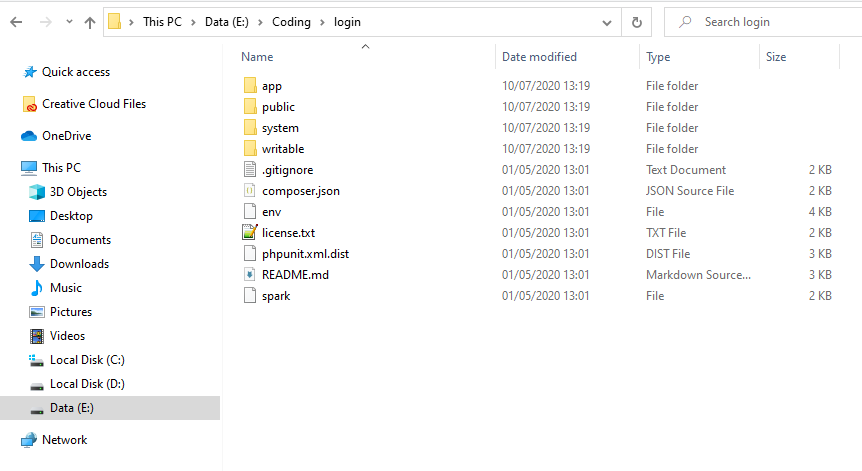 This PC > Data (E:) > Coding > login
Search login
Name Date modified Type Size
Quick access
Creative Cloud Files
OneDrive
This PC
3D Objects
Desktop
Documents
Downloads
Music
Pictures
Videos
Local Disk (C:)
Local Disk (D:)
Data (E:)
Network
app 10/07/2020 13:19 File folder
public 10/07/2020 13:19 File folder
system 10/07/2020 13:19 File folder
writable 10/07/2020 13:19 File folder
.gitignore 01/05/2020 13:01 Text Document 2 KB
composer.json 01/05/2020 13:01 JSON Source File 2 KB
env 01/05/2020 13:01 File 4 KB
license.txt 01/05/2020 13:01 TXT File 2 KB
phpunit.xml.dist 01/05/2020 13:01 DIST File 3 KB
README.md 01/05/2020 13:01 Markdown Source... 3 KB
spark 01/05/2020 13:01 File 2 KB